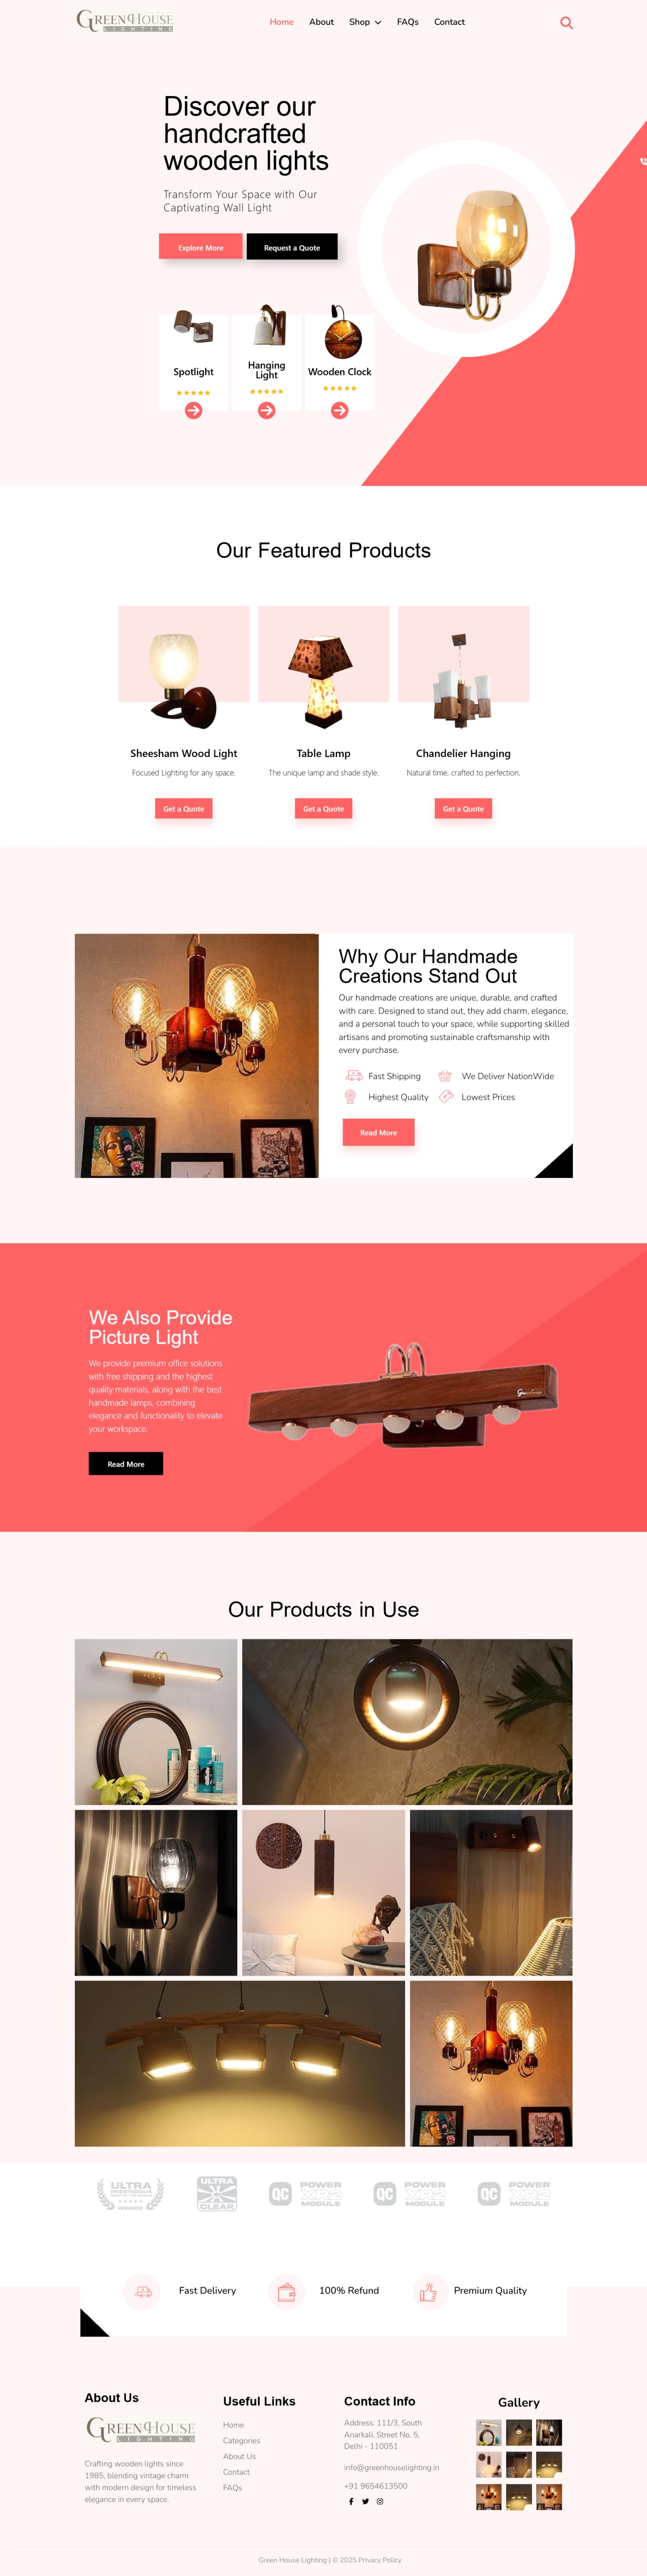 GREENHOUSE
LIGHTING
Home About Shop FAQs Contact
Discover our
handcrafted
wooden lights
Transform Your Space with Our
Captivating Wall Light
Explore More Request a Quote
Spotlight
Hanging
Light
Wooden Clock
Our Featured Products
Sheesham Wood Light
Focused Lighting for any space.
Get a Quote
Table Lamp
The unique lamp and shade style.
Get a Quote
Chandelier Hanging
Natural time, crafted to perfection.
Get a Quote
Why Our Handmade
Creations Stand Out
Our handmade creations are unique, durable, and crafted
with care. Designed to stand out, they add charm, elegance,
and a personal touch to your space, while supporting skilled
artisans and promoting sustainable craftsmanship with
every purchase.
Fast Shipping We Deliver NationWide
Highest Quality Lowest Prices
Read More
We Also Provide
Picture Light
We provide premium office solutions
with free shipping and the highest
quality materials, along with the best
handmade lamps, combining
elegance and functionality to elevate
your workspace.
Read More
Our Products in Use
ULTRA
PRESTIGIOUS
WINNER
ULTRA
CLEAR
QC POWER
XR2
MODULE
QC POWER
XR2
MODULE
QC POWER
XR2
MODULE
Fast Delivery 100% Refund Premium Quality
About Us
GREENHOUSE
LIGHTING
Crafting wooden lights since
1985, blending vintage charm
with modern design for timeless
elegance in every space.
Useful Links
Home
Categories
About Us
Contact
FAQs
Contact Info
Address: 111/3, South
Anarkali, Street No. 5,
Delhi - 110051
info@greenhouselighting.in
+91 9654613500
Gallery
Green House Lighting | © 2025 Privacy Policy